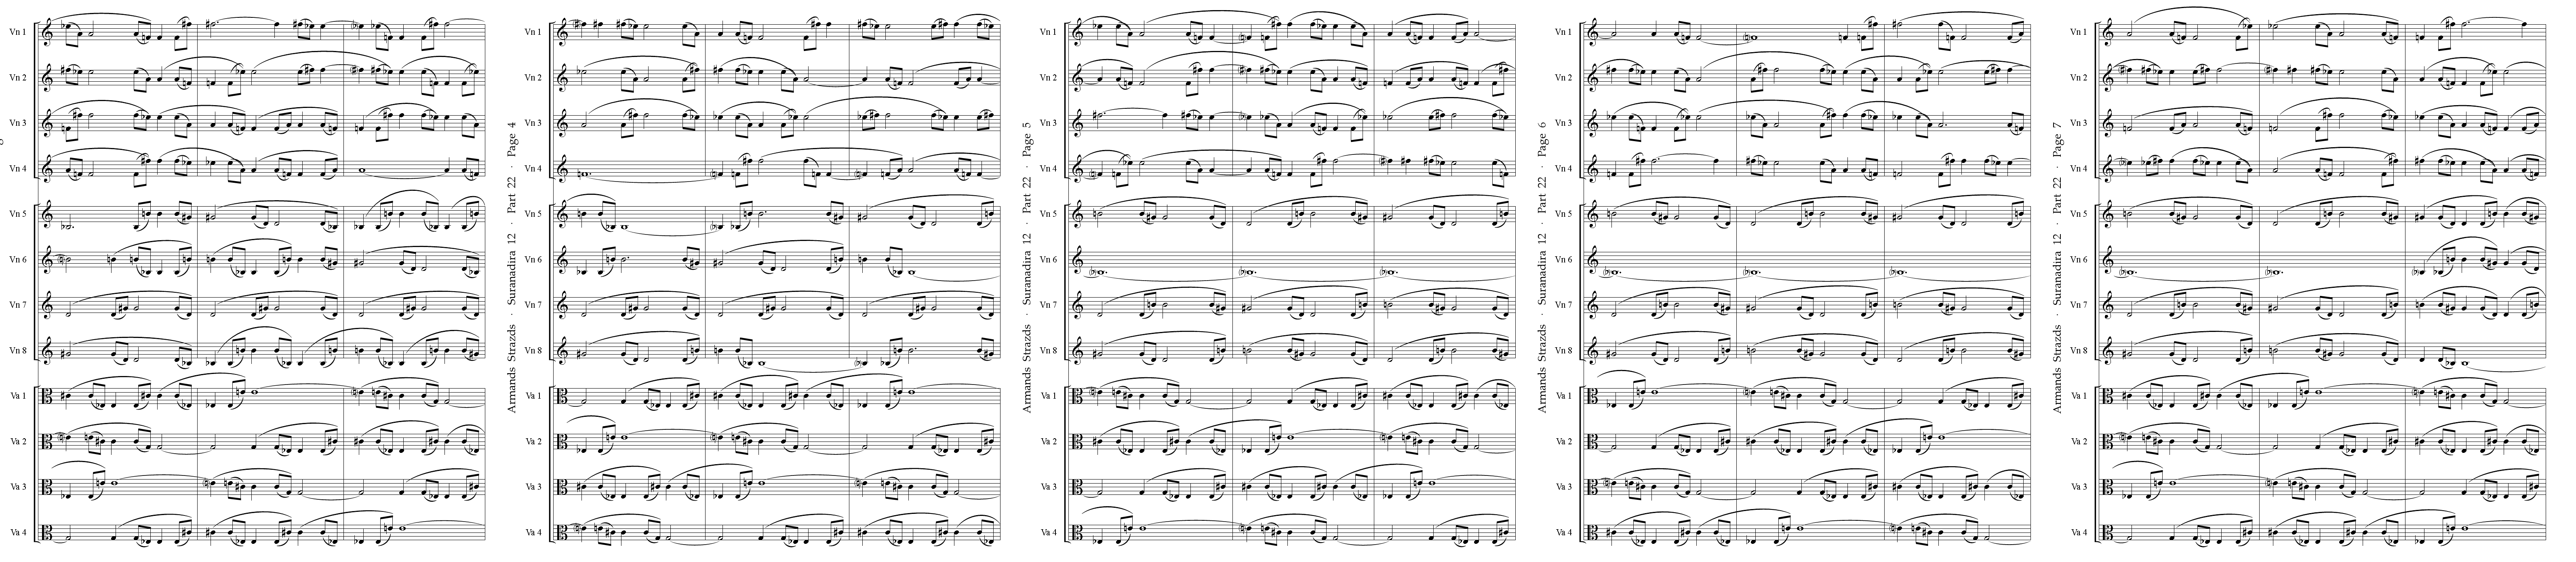 Vn 1
Vn 2
Vn 3
Vn 4
Vn 5
Vn 6
Vn 7
Vn 8
Va 1
Va 2
Va 3
Va 4
Armands Strazds · Suranadira 12 · Part 22 · Page 4
Vn 1
Vn 2
Vn 3
Vn 4
Vn 5
Vn 6
Vn 7
Vn 8
Va 1
Va 2
Va 3
Va 4
Armands Strazds · Suranadira 12 · Part 22 · Page 5
Vn 1
Vn 2
Vn 3
Vn 4
Vn 5
Vn 6
Vn 7
Vn 8
Va 1
Va 2
Va 3
Va 4
Armands Strazds · Suranadira 12 · Part 22 · Page 6
Vn 1
Vn 2
Vn 3
Vn 4
Vn 5
Vn 6
Vn 7
Vn 8
Va 1
Va 2
Va 3
Va 4
Armands Strazds · Suranadira 12 · Part 22 · Page 7
Vn 1
Vn 2
Vn 3
Vn 4
Vn 5
Vn 6
Vn 7
Vn 8
Va 1
Va 2
Va 3
Va 4